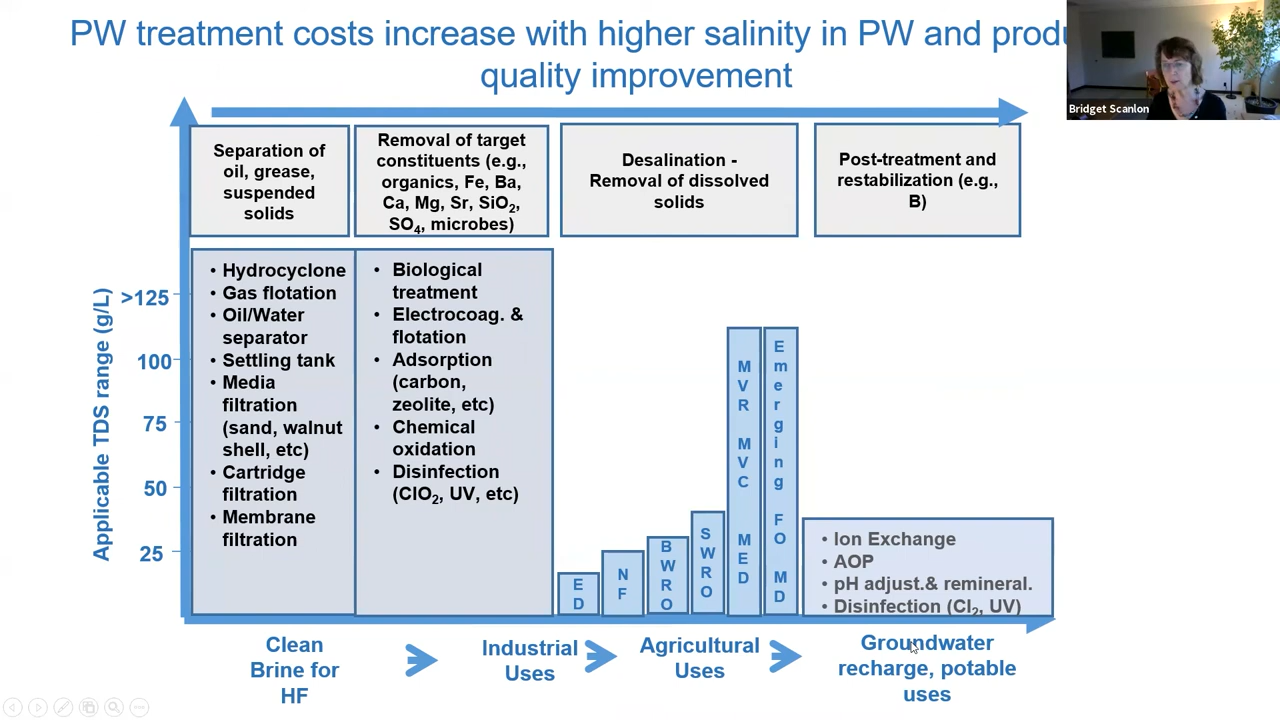 PW treatment costs increase with higher salinity in PW and produ
quality improvement
Bridget Scanlon
Separation of
oil, grease,
suspended
solids
Removal of target
constituents (e.g.,
organics, Fe, Ba,
Ca, Mg, Sr, SiO₂,
SO₄, microbes)
Desalination -
Removal of dissolved
solids
Post-treatment and
restabilization (e.g.,
B)
Applicable TDS range (g/L)
>125
100
75
50
25
• Hydrocyclone
• Gas flotation
• Oil/Water
separator
• Settling tank
• Media
filtration
(sand, walnut
shell, etc)
• Cartridge
filtration
• Membrane
filtration
• Biological
treatment
• Electrocoag. &
flotation
• Adsorption
(carbon,
zeolite, etc)
• Chemical
oxidation
• Disinfection
(ClO₂, UV, etc)
ED
NF
BWRO
SWRO
MVR MVC MED
Emerging FO MD
• Ion Exchange
• AOP
• pH adjust.& remineral.
• Disinfection (Cl₂, UV)
Clean
Brine for
HF
Industrial
Uses
Agricultural
Uses
Groundwater
recharge, potable
uses